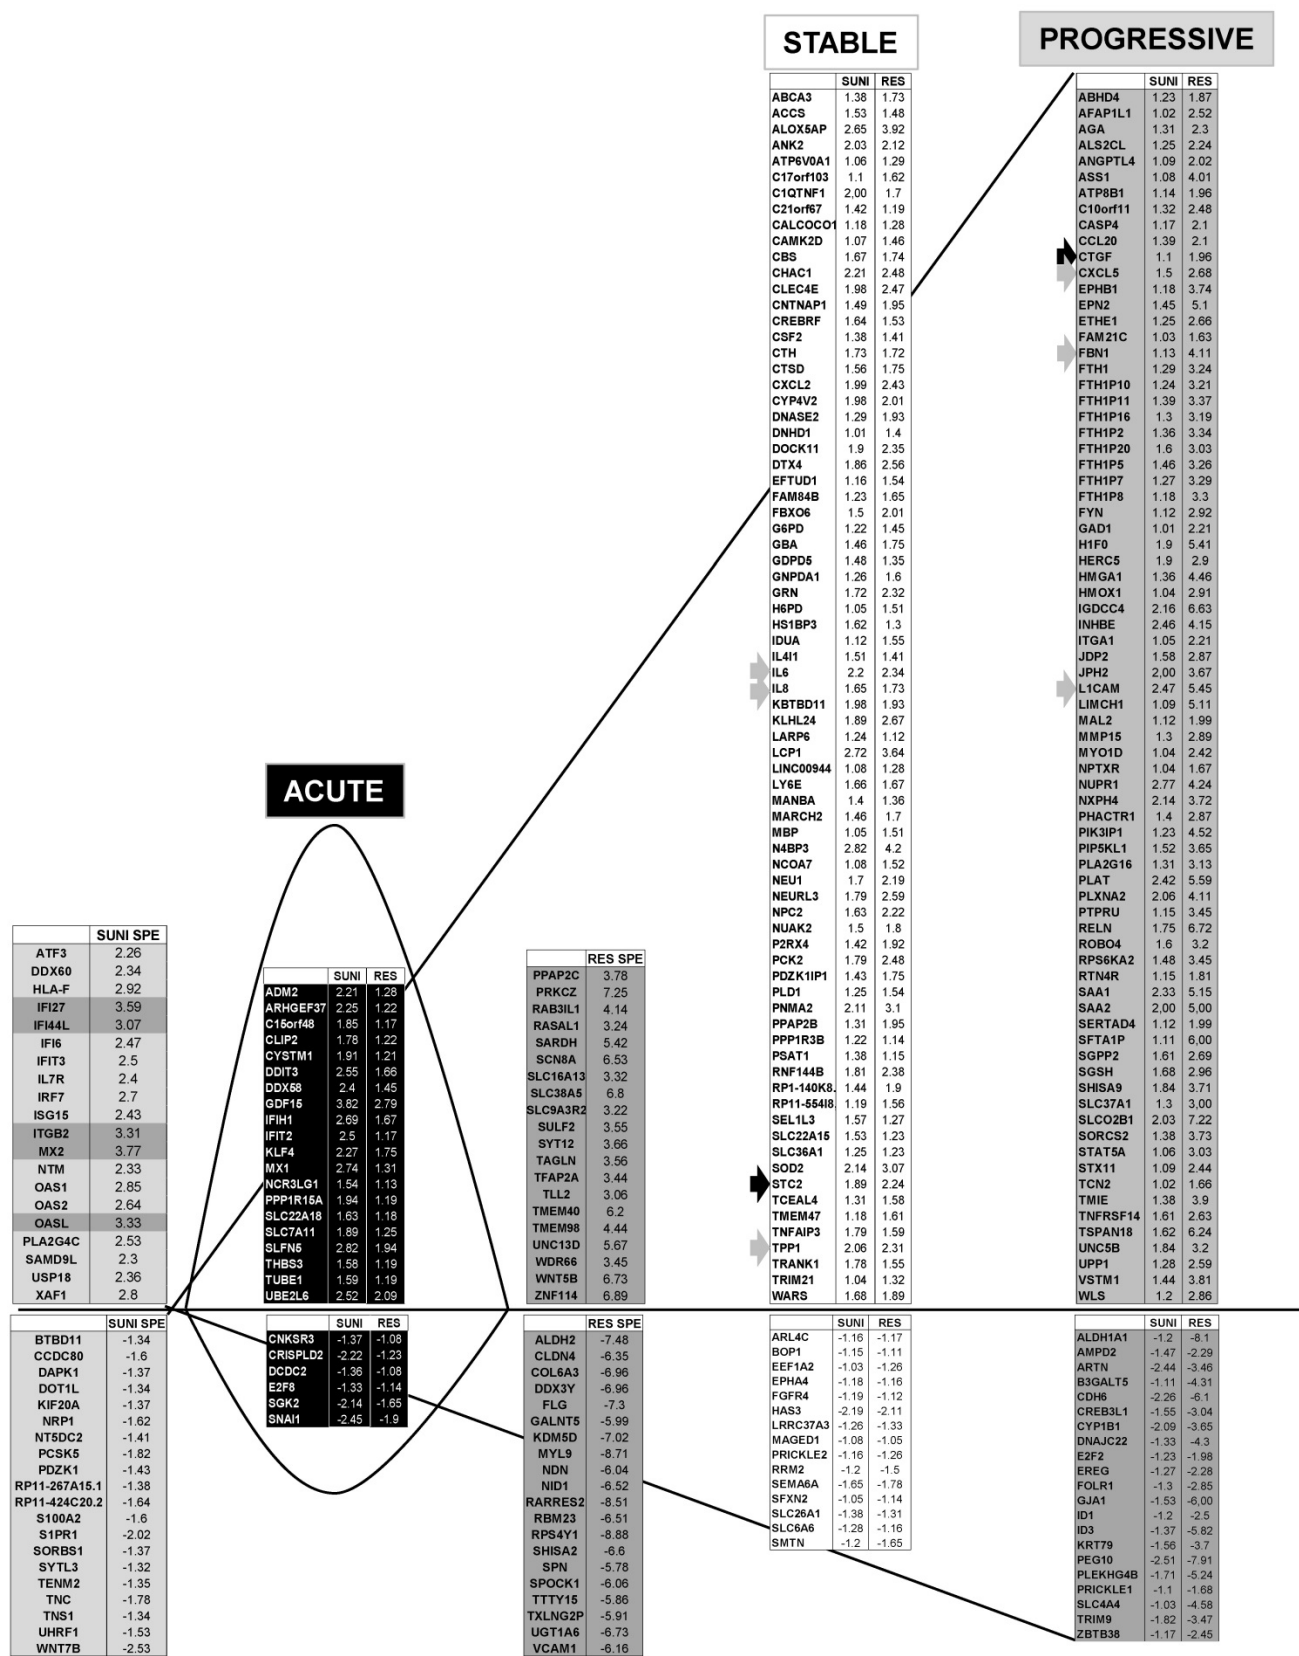 STABLE
SUNI RES
ABCA3 1.38 1.73
ACCS 1.53 1.48
ALOX5AP 2.65 3.92
ANK2 2.03 2.12
ATP6V0A1 1.06 1.29
C17orf103 1.1 1.62
C1QTNF1 2,00 1.7
C21orf67 1.42 1.19
CALCOCO1 1.18 1.28
CAMK2D 1.07 1.46
CBS 1.67 1.74
CHAC1 2.21 2.48
CLEC4E 1.98 2.47
CNTNAP1 1.49 1.95
CREBRF 1.64 1.53
CSF2 1.38 1.41
CTH 1.73 1.72
CTSD 1.56 1.75
CXCL2 1.99 2.43
CYP4V2 1.98 2.01
DNASE2 1.29 1.93
DNHD1 1.01 1.4
DOCK11 1.9 2.35
DTX4 1.86 2.56
EFTUD1 1.16 1.54
FAM84B 1.23 1.65
FBXO6 1.5 2.01
G6PD 1.22 1.45
GBA 1.46 1.75
GDPD5 1.48 1.35
GNPDA1 1.26 1.6
GRN 1.72 2.32
H6PD 1.05 1.51
HS1BP3 1.62 1.3
IDUA 1.12 1.55
IL4I1 1.51 1.41
IL6 2.2 2.34
IL8 1.65 1.73
KBTBD11 1.98 1.93
KLHL24 1.89 2.67
LARP6 1.24 1.12
LCP1 2.72 3.64
LINC00944 1.08 1.28
LY6E 1.66 1.67
MANBA 1.4 1.36
MARCH2 1.46 1.7
MBP 1.05 1.51
N4BP3 2.82 4.2
NCOA7 1.08 1.52
NEU1 1.7 2.19
NEURL3 1.79 2.59
NPC2 1.63 2.22
NUAK2 1.5 1.8
P2RX4 1.42 1.92
PCK2 1.79 2.48
PDZK1IP1 1.43 1.75
PLD1 1.25 1.54
PNMA2 2.11 3.1
PPAP2B 1.31 1.95
PPP1R3B 1.22 1.14
PSAT1 1.38 1.15
RNF144B 1.81 2.38
RP1-140K8. 1.44 1.9
RP11-554I8. 1.19 1.56
SEL1L3 1.57 1.27
SLC22A15 1.53 1.23
SLC36A1 1.25 1.23
SOD2 2.14 3.07
STC2 1.89 2.24
TCEAL4 1.31 1.58
TMEM47 1.18 1.61
TNFAIP3 1.79 1.59
TPP1 2.06 2.31
TRANK1 1.78 1.55
TRIM21 1.04 1.32
WARS 1.68 1.89
PROGRESSIVE
SUNI RES
ABHD4 1.23 1.87
AFAP1L1 1.02 2.52
AGA 1.31 2.3
ALS2CL 1.25 2.24
ANGPTL4 1.09 2.02
ASS1 1.08 4.01
ATP8B1 1.14 1.96
C10orf11 1.32 2.48
CASP4 1.17 2.1
CCL20 1.39 2.1
CTGF 1.1 1.96
CXCL5 1.5 2.68
EPHB1 1.18 3.74
EPN2 1.45 5.1
ETHE1 1.25 2.66
FAM21C 1.03 1.63
FBN1 1.13 4.11
FTH1 1.29 3.24
FTH1P10 1.24 3.21
FTH1P11 1.39 3.37
FTH1P16 1.3 3.19
FTH1P2 1.36 3.34
FTH1P20 1.6 3.03
FTH1P5 1.46 3.26
FTH1P7 1.27 3.29
FTH1P8 1.18 3.3
FYN 1.12 2.92
GAD1 1.01 2.21
H1F0 1.9 5.41
HERC5 1.9 2.9
HMGA1 1.36 4.46
HMOX1 1.04 2.91
IGDCC4 2.16 6.63
INHBE 2.46 4.15
ITGA1 1.05 2.21
JDP2 1.58 2.87
JPH2 2,00 3.67
L1CAM 2.47 5.45
LIMCH1 1.09 5.11
MAL2 1.12 1.99
MMP15 1.3 2.89
MYO1D 1.04 2.42
NPTXR 1.04 1.67
NUPR1 2.77 4.24
NXPH4 2.14 3.72
PHACTR1 1.4 2.87
PIK3IP1 1.23 4.52
PIP5KL1 1.52 3.65
PLA2G16 1.31 3.13
PLAT 2.42 5.59
PLXNA2 2.06 4.11
PTPRU 1.15 3.45
RELN 1.75 6.72
ROBO4 1.6 3.2
RPS6KA2 1.48 3.45
RTN4R 1.15 1.81
SAA1 2.33 5.15
SAA2 2,00 5,00
SERTAD4 1.12 1.99
SFTA1P 1.11 6,00
SGPP2 1.61 2.69
SGSH 1.68 2.96
SHISA9 1.84 3.71
SLC37A1 1.3 3,00
SLCO2B1 2.03 7.22
SORCS2 1.38 3.73
STAT5A 1.06 3.03
STX11 1.09 2.44
TCN2 1.02 1.66
TMIE 1.38 3.9
TNFRSF14 1.61 2.63
TSPAN18 1.62 6.24
UNC5B 1.84 3.2
UPP1 1.28 2.59
VSTM1 1.44 3.81
WLS 1.2 2.86
SUNI SPE
ATF3 2.26
DDX60 2.34
HLA-F 2.92
IFI27 3.59
IFI44L 3.07
IFI6 2.47
IFIT3 2.5
IL7R 2.4
IRF7 2.7
ISG15 2.43
ITGB2 3.31
MX2 3.77
NTM 2.33
OAS1 2.85
OAS2 2.64
OASL 3.33
PLA2G4C 2.53
SAMD9L 2.3
USP18 2.36
XAF1 2.8
ACUTE
SUNI RES
ADM2 2.21 1.28
ARHGEF37 2.25 1.22
C15orf48 1.85 1.17
CLIP2 1.78 1.22
CYSTM1 1.91 1.21
DDIT3 2.55 1.66
DDX58 2.4 1.45
GDF15 3.82 2.79
IFIH1 2.69 1.67
IFIT2 2.5 1.17
KLF4 2.27 1.75
MX1 2.74 1.31
NCR3LG1 1.54 1.13
PPP1R15A 1.94 1.19
SLC22A18 1.63 1.18
SLC7A11 1.89 1.25
SLFN5 2.82 1.94
THBS3 1.58 1.19
TUBE1 1.59 1.19
UBE2L6 2.52 2.09
RES SPE
PPAP2C 3.78
PRKCZ 7.25
RAB3IL1 4.14
RASAL1 3.24
SARDH 5.42
SCN8A 6.53
SLC16A13 3.32
SLC38A5 6.8
SLC9A3R2 3.22
SULF2 3.55
SYT12 3.66
TAGLN 3.56
TFAP2A 3.44
TLL2 3.06
TMEM40 6.2
TMEM98 4.44
UNC13D 5.67
WDR66 3.45
WNT5B 6.73
ZNF114 6.89
SUNI SPE
BTBD11 -1.34
CCDC80 -1.6
DAPK1 -1.37
DOT1L -1.34
KIF20A -1.37
NRP1 -1.62
NT5DC2 -1.41
PCSK5 -1.82
PDZK1 -1.43
RP11-267A15.1 -1.38
RP11-424C20.2 -1.64
S100A2 -1.6
S1PR1 -2.02
SORBS1 -1.37
SYTL3 -1.32
TENM2 -1.35
TNC -1.78
TNS1 -1.34
UHRF1 -1.53
WNT7B -2.53
SUNI RES
CNKSR3 -1.37 -1.08
CRISPLD2 -2.22 -1.23
DCDC2 -1.36 -1.08
E2F8 -1.33 -1.14
SGK2 -2.14 -1.65
SNAI1 -2.45 -1.9
RES SPE
ALDH2 -7.48
CLDN4 -6.35
COL6A3 -6.96
DDX3Y -6.96
FLG -7.3
GALNT5 -5.99
KDM5D -7.02
MYL9 -8.71
NDN -6.04
NID1 -6.52
RARRES2 -8.51
RBM23 -6.51
RPS4Y1 -8.88
SHISA2 -6.6
SPN -5.78
SPOCK1 -6.06
TTTY15 -5.86
TXLNG2P -5.91
UGT1A6 -6.73
VCAM1 -6.16
SUNI RES
ARL4C -1.16 -1.17
BOP1 -1.15 -1.11
EEF1A2 -1.03 -1.26
EPHA4 -1.18 -1.16
FGFR4 -1.19 -1.12
HAS3 -2.19 -2.11
LRRC37A3 -1.26 -1.33
MAGED1 -1.08 -1.05
PRICKLE2 -1.16 -1.26
RRM2 -1.2 -1.5
SEMA6A -1.65 -1.78
SFXN2 -1.05 -1.14
SLC26A1 -1.38 -1.31
SLC6A6 -1.28 -1.16
SMTN -1.2 -1.65
SUNI RES
ALDH1A1 -1.2 -8.1
AMPD2 -1.47 -2.29
ARTN -2.44 -3.46
B3GALT5 -1.11 -4.31
CDH6 -2.26 -6.1
CREB3L1 -1.55 -3.04
CYP1B1 -2.09 -3.65
DNAJC22 -1.33 -4.3
E2F2 -1.23 -1.98
EREG -1.27 -2.28
FOLR1 -1.3 -2.85
GJA1 -1.53 -6,00
ID1 -1.2 -2.5
ID3 -1.37 -5.82
KRT79 -1.56 -3.7
PEG10 -2.51 -7.91
PLEKHG4B -1.71 -5.24
PRICKLE1 -1.1 -1.68
SLC4A4 -1.03 -4.58
TRIM9 -1.82 -3.47
ZBTB38 -1.17 -2.45